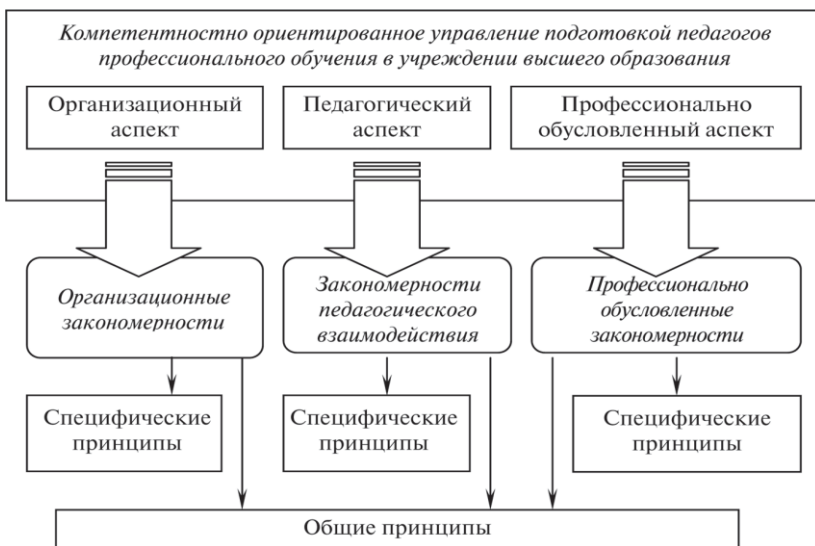 Компетентностно ориентированное управление подготовкой педагогов
профессионального обучения в учреждении высшего образования
Организационный
аспект
Педагогический
аспект
Профессионально
обусловленный аспект
Организационные
закономерности
Закономерности
педагогического
взаимодействия
Профессионально
обусловленные
закономерности
Специфические
принципы
Специфические
принципы
Специфические
принципы
Общие принципы